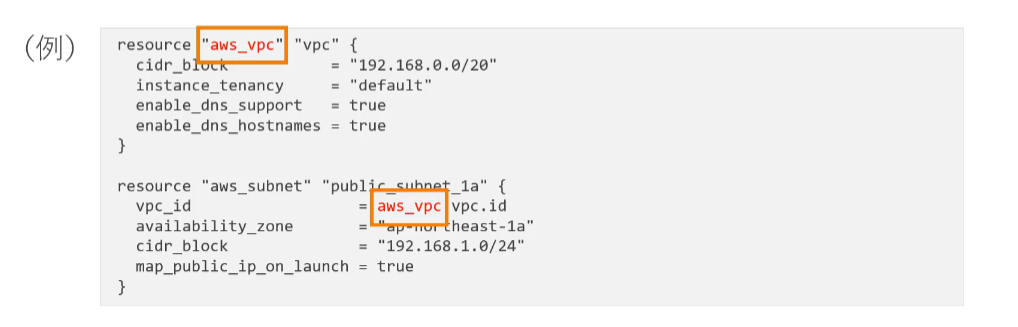 (例)
resource "aws_vpc" "vpc" {
  cidr_block           = "192.168.0.0/20"
  instance_tenancy     = "default"
  enable_dns_support   = true
  enable_dns_hostnames = true
}

resource "aws_subnet" "public_subnet_1a" {
  vpc_id                  = aws_vpc vpc.id
  availability_zone       = "ap-northeast-1a"
  cidr_block              = "192.168.1.0/24"
  map_public_ip_on_launch = true
}